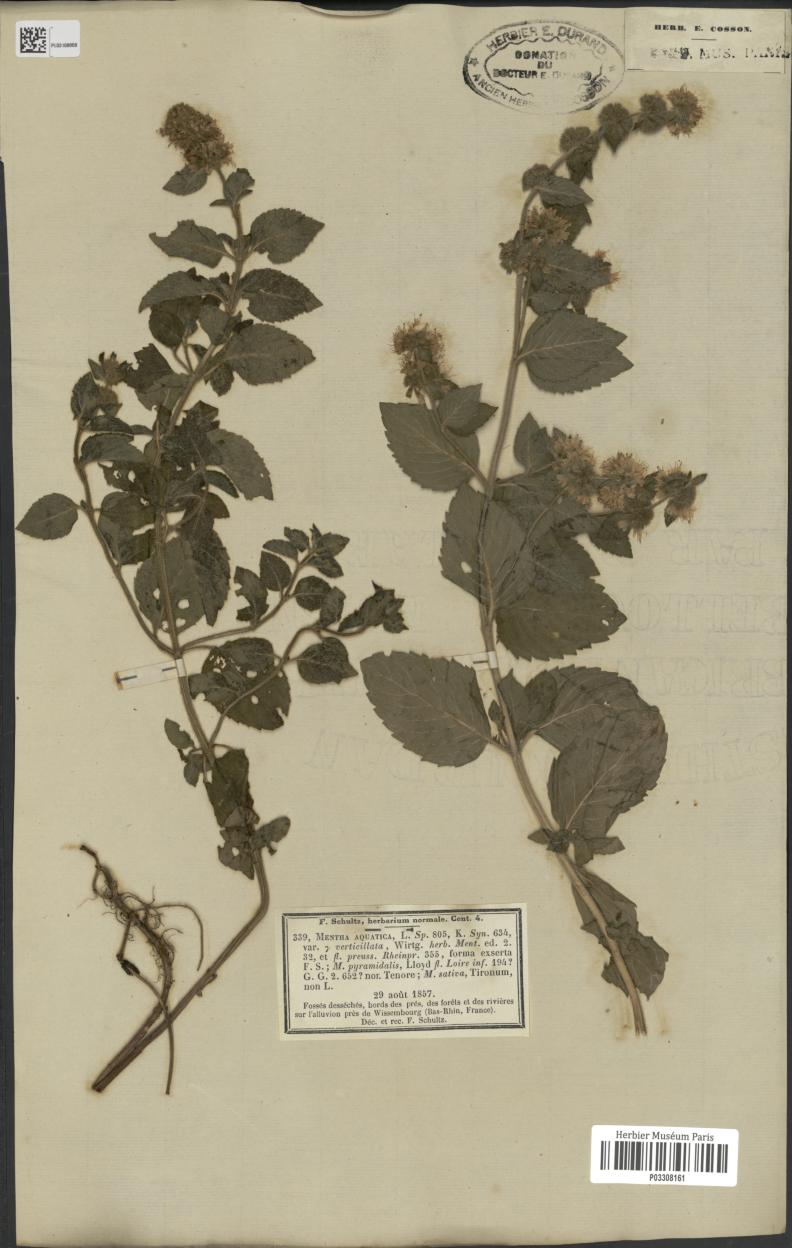 HERBIER E. DURAND
DONATION
DU
DOCTEUR E.
ANCIEN
HERB. E. COSSON.
MUS.
F. Schultz, herbarium normale. Cent. 4.
339, MENTHA AQUATICA, L. Sp. 805, K. Syn. 634,
var. γ verticillata, Wirtg. herb. Ment. ed. 2.
32, et fl. preuss. Rheinpr. 355, forma exserta
F. S.; M. pyramidalis, Lloyd fl. Loire inf. 194?
G. G. 2. 652? nor. Tenore; M. sativa, Tironum,
non L.
29 août 1857.
Fossés desséchés, bords des prés, des forêts et des rivières
sur l'alluvion près de Wissembourg (Bas-Rhin, France).
Déc. et rec. F. Schultz.
Herbier Muséum Paris
P03308161